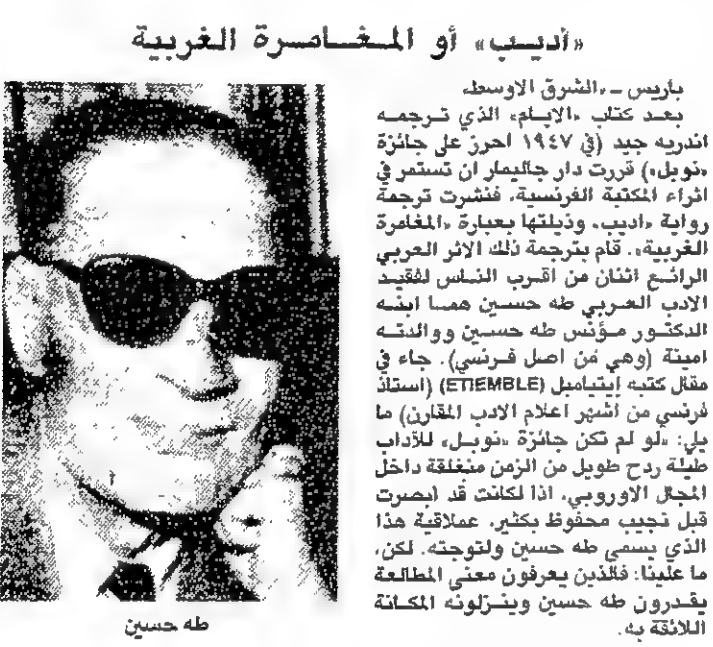 «أديب» أو المغامرة الغربية
باريس - «الشرق الاوسط»
بعد كتاب «الايام» الذي ترجمه
اندريه جيد (في ١٩٤٧ احرز على جائزة
«نوبل») قررت دار جاليمار ان تستمر في
اثراء المكتبة الفرنسية، فنشرت ترجمة
رواية «اديب» وذيلتها بعبارة «المغامرة
الغربية». قام بترجمة ذلك الاثر العربي
الرائع اثنان من اقرب الناس لفقيد
الادب العربي طه حسين هما ابنه
الدكتور مؤنس طه حسين ووالدته
امينة (وهي من اصل فرنسي). جاء في
مقال كتبه إيتيامبل (ETIEMBLE) (استاذ
فرنسي من اشهر اعلام الادب المقارن) ما
يلي: «لو لم تكن جائزة «نوبل» للآداب
طيلة ردح طويل من الزمن منغلقة داخل
المجال الاوروبي، اذا لكانت قد ابصرت
قبل نجيب محفوظ بكثير، عملاقية هذا
الذي يسمى طه حسين ولتوجته. لكن،
ما علينا: فالذين يعرفون معنى المطالعة
يقدرون طه حسين وينزلونه المكانة
اللائقة به.
طه حسين